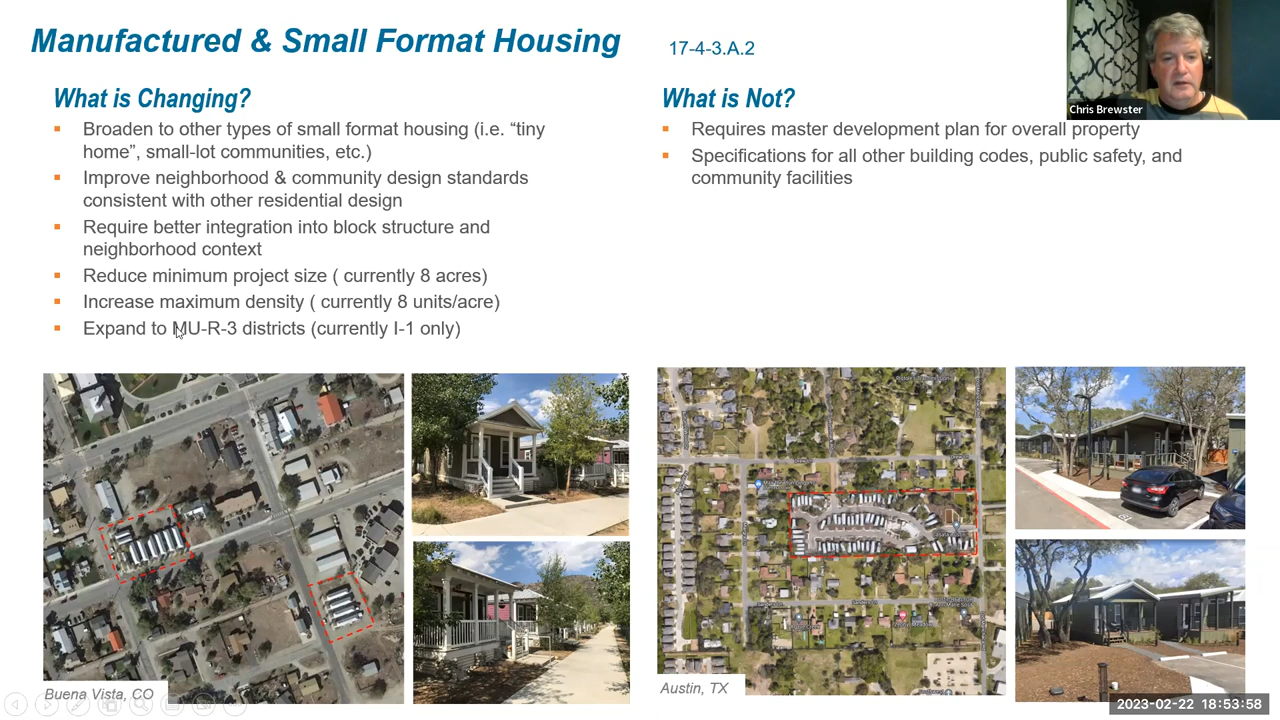 Manufactured & Small Format Housing
17-4-3.A.2
What is Changing?
Broaden to other types of small format housing (i.e. “tiny
home”, small-lot communities, etc.)
Improve neighborhood & community design standards
consistent with other residential design
Require better integration into block structure and
neighborhood context
Reduce minimum project size ( currently 8 acres)
Increase maximum density ( currently 8 units/acre)
Expand to MU-R-3 districts (currently I-1 only)
What is Not?
Requires master development plan for overall property
Specifications for all other building codes, public safety, and
community facilities
Chris Brewster
Buena Vista, CO
Austin, TX
2023-02-22 18:53:58